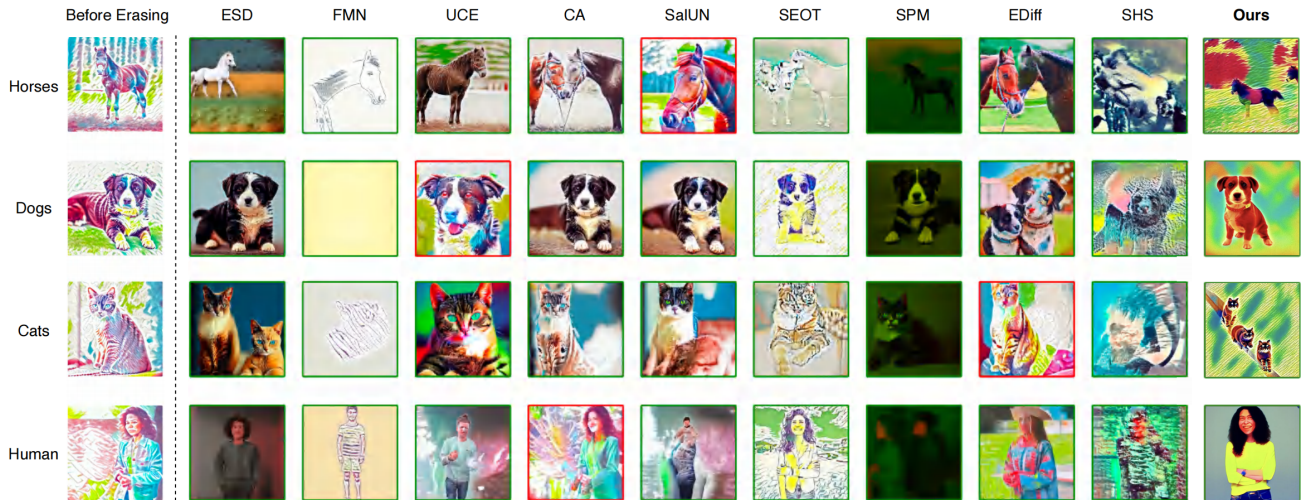 Before Erasing ESD FMN UCE CA SalUN SEOT SPM EDiff SHS Ours
Horses
Dogs
Cats
Human